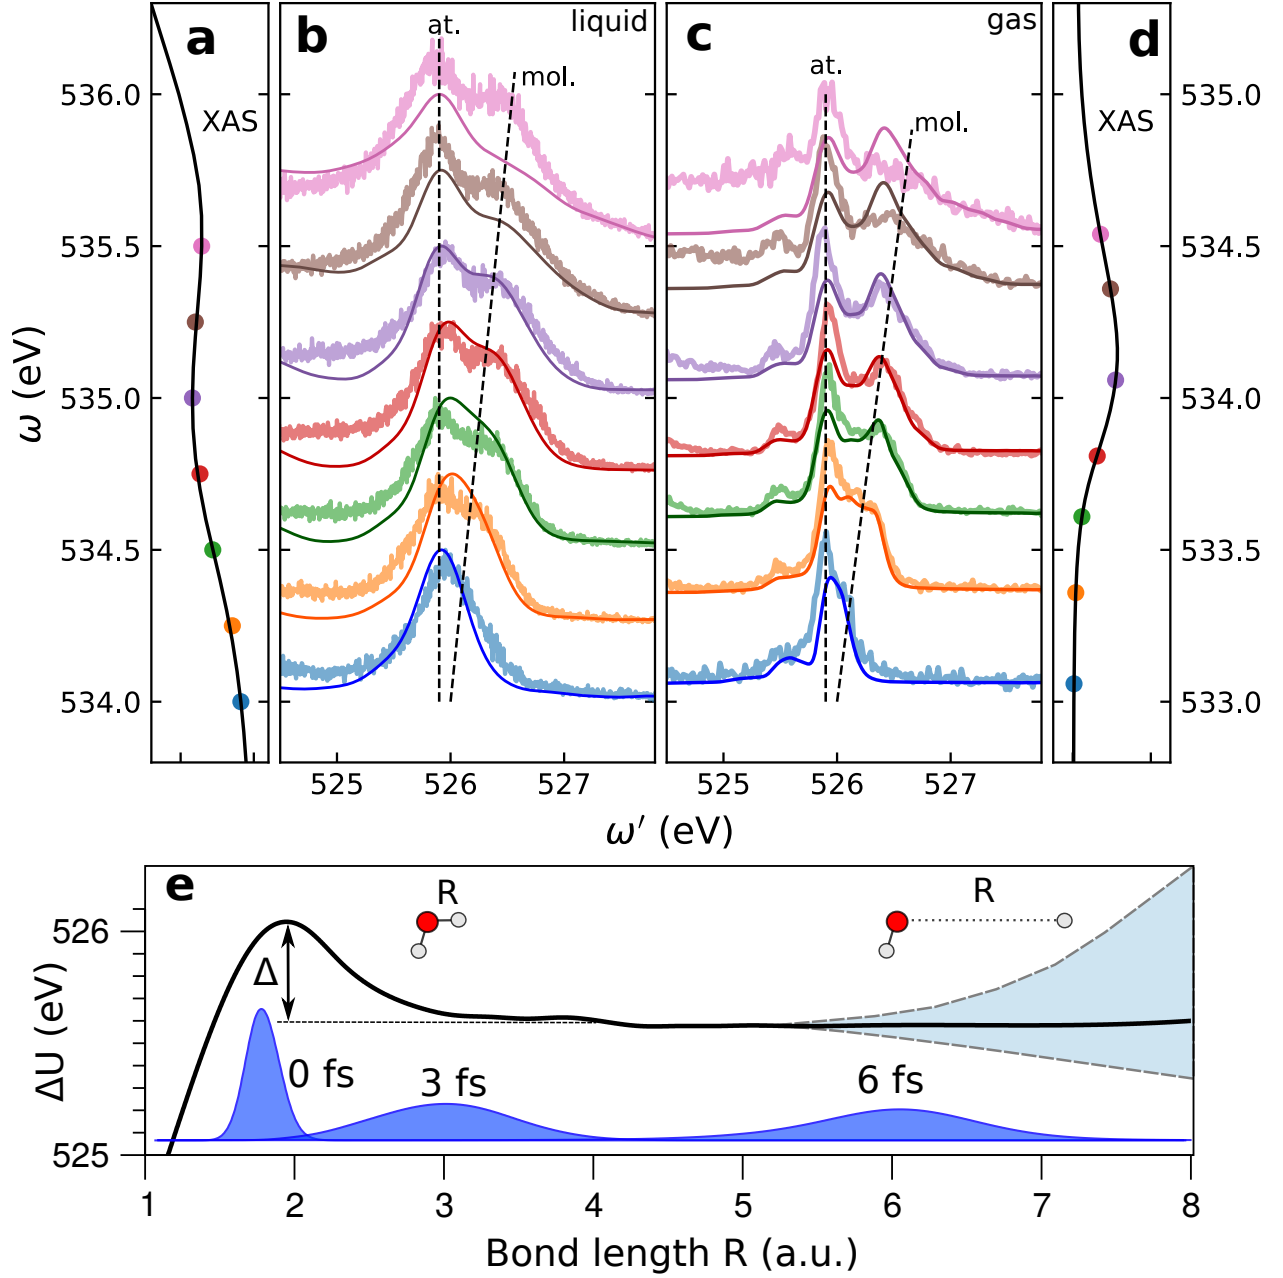 a
XAS
b
liquid
at.
mol.
c
gas
at.
mol.
d
XAS
536.0
535.5
535.0
534.5
534.0
ω (eV)
535.0
534.5
534.0
533.5
533.0
525 526 527
525 526 527
ω′ (eV)
e
R
R
Δ
0 fs
3 fs
6 fs
526
525
ΔU (eV)
1 2 3 4 5 6 7 8
Bond length R (a.u.)